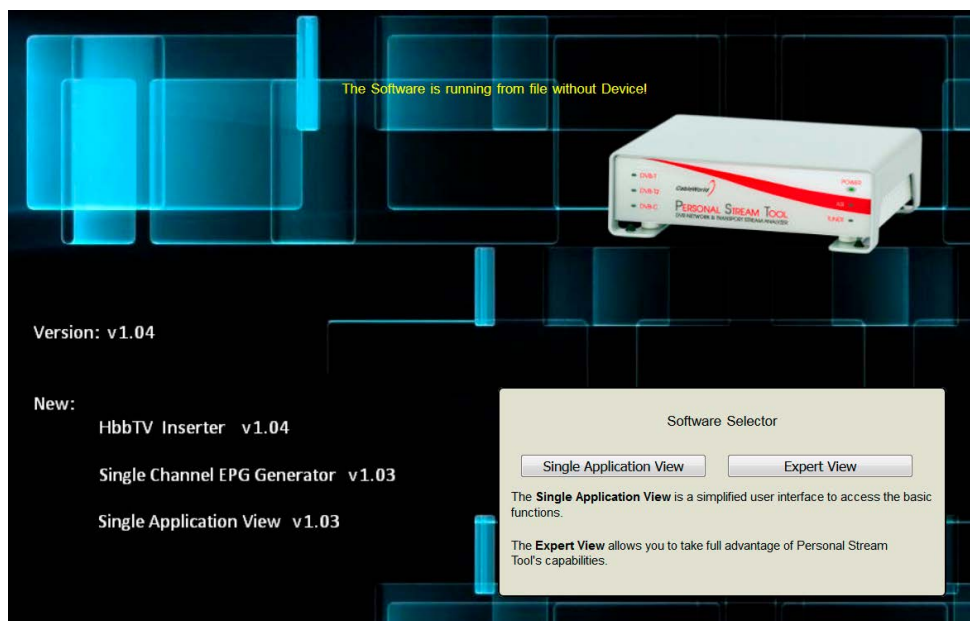 The Software is running from file without Device!
DVB-T
DVB-T2
DVB-C
CableWorld
PERSONAL STREAM TOOL
DVB NETWORK & TRANSPORT STREAM ANALYZER
POWER
ASI
TUNER
Version: v1.04
New:
HbbTV Inserter v1.04
Single Channel EPG Generator v1.03
Single Application View v1.03
Software Selector
Single Application View
Expert View
The Single Application View is a simplified user interface to access the basic
functions.
The Expert View allows you to take full advantage of Personal Stream
Tool's capabilities.